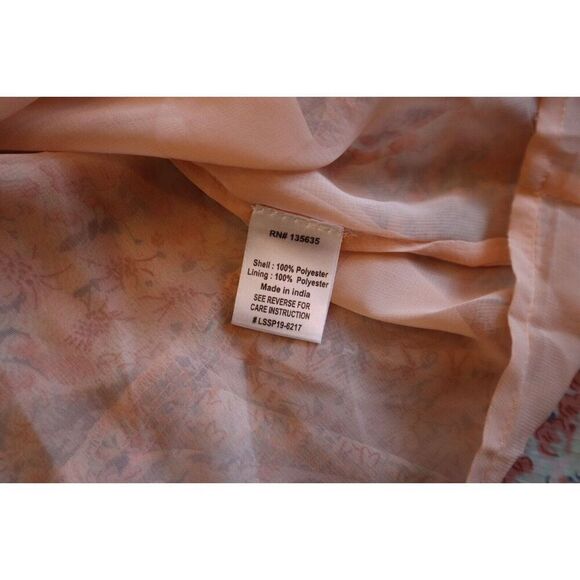 RN# 135635
Shell : 100% Polyester
Lining : 100% Polyester
Made in India
SEE REVERSE FOR
CARE INSTRUCTION
# LSSP19-6217